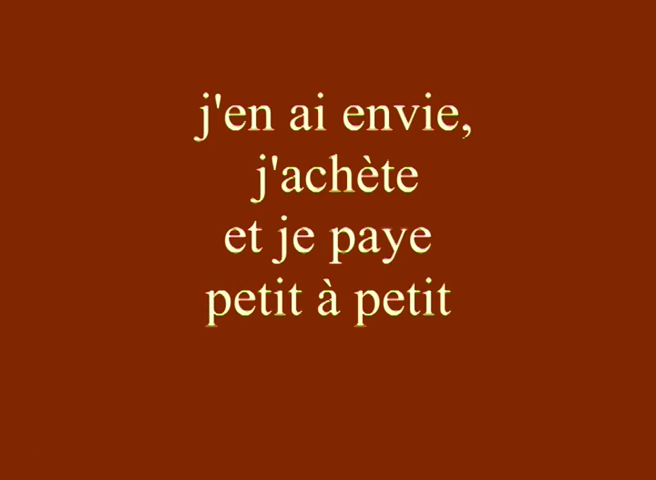 j'en ai envie,
j'achète
et je paye
petit à petit